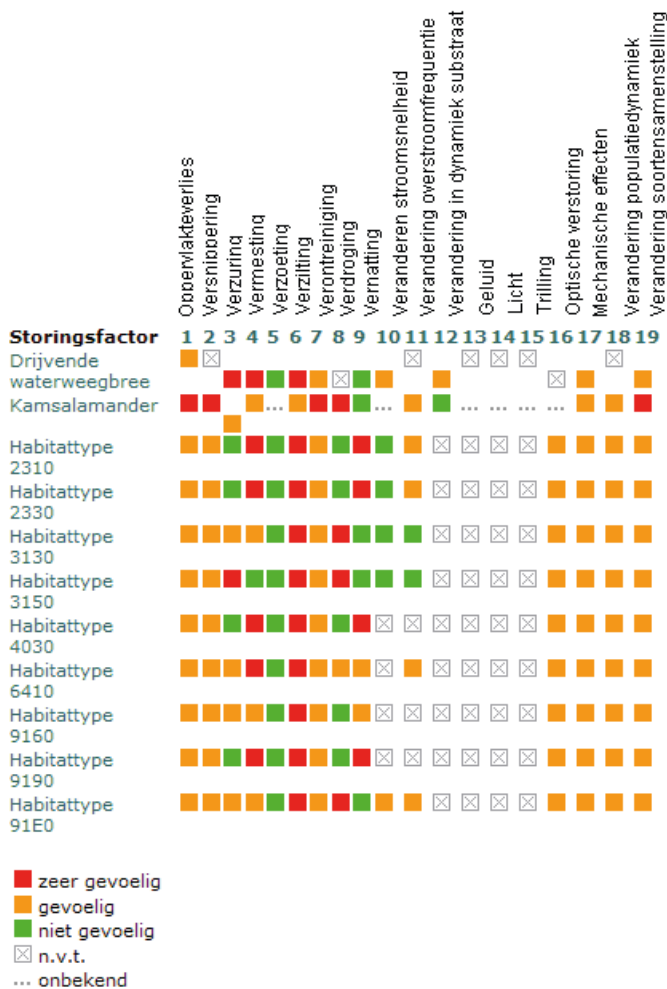 Oppervlakteverlies
Versnippering
Verzuring
Vermesting
Verzoeting
Verzilting
Verontreiniging
Verdroging
Vernatting
Veranderen stroomsnelheid
Verandering overstroomfrequentie
Verandering in dynamiek substraat
Geluid
Licht
Trilling
Optische verstoring
Mechanische effecten
Verandering populatiedynamiek
Verandering soortensamenstelling
Storingsfactor 1 2 3 4 5 6 7 8 9 10 11 12 13 14 15 16 17 18 19
Drijvende
waterweegbree
Kamsalamander ... ... ... ... ... ...
Habitattype
2310
Habitattype
2330
Habitattype
3130
Habitattype
3150
Habitattype
4030
Habitattype
6410
Habitattype
9160
Habitattype
9190
Habitattype
91E0
zeer gevoelig
gevoelig
niet gevoelig
n.v.t.
... onbekend